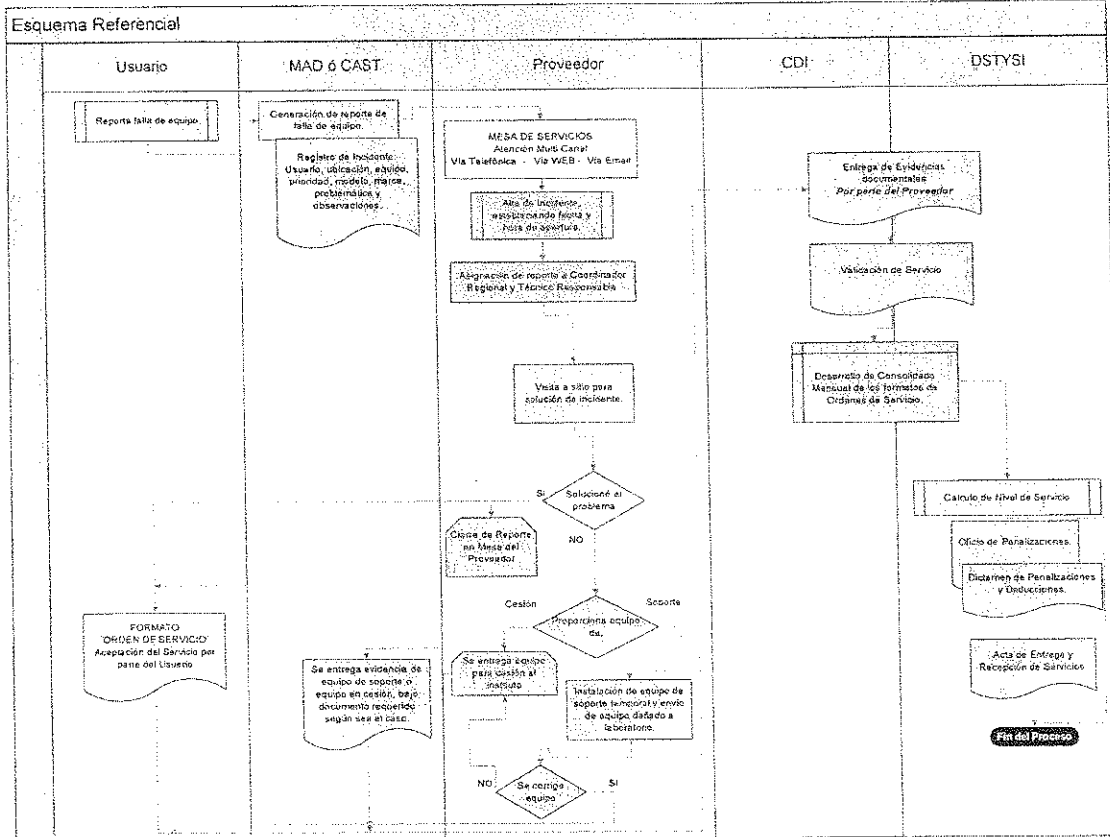 Esquema Referencial
Usuario
MAD ó CAST
Proveedor
CDI
DSTYSI
Reporta falla de equipo.
Generación de reporte de
falla de equipo.
Registro de Incidente
Usuario, ubicación, equipo,
prioridad, modelo, marca,
problemática y
observaciones.
MESA DE SERVICIOS
Atención Multi Canal
Vía Telefónica - Vía WEB - Vía Email
Alta de Incidente,
estableciendo fecha y
hora de apertura.
Asignación de reporte a Coordinador
Regional y Técnico Responsable
Visita a sitio para
solución de incidente.
Si
Solucionó el
problema
NO
Cierre de Reporte
en Mesa del
Proveedor
Cesión
Soporte
Proporciona equipo
de,
Se entrega equipo
para cesión al
instituto
Instalación de equipo de
soporte temporal y envío
de equipo dañado a
laboratorio.
NO
Se corrige
equipo
SI
FORMATO
"ORDEN DE SERVICIO"
Aceptación del Servicio por
parte del Usuario
Se entrega evidencia de
equipo de soporte o
equipo en cesión, bajo
documento requerido
según sea el caso.
Entrega de Evidencias
documentales
Por parte del Proveedor
Validación de Servicio
Desarrollo de Consolidado
Mensual de los formatos de
Ordenes de Servicio.
Calculo de Nivel de Servicio
Oficio de Penalizaciones.
Dictamen de Penalizaciones
y Deducciones.
Acta de Entrega y
Recepción de Servicios
Fin del Proceso